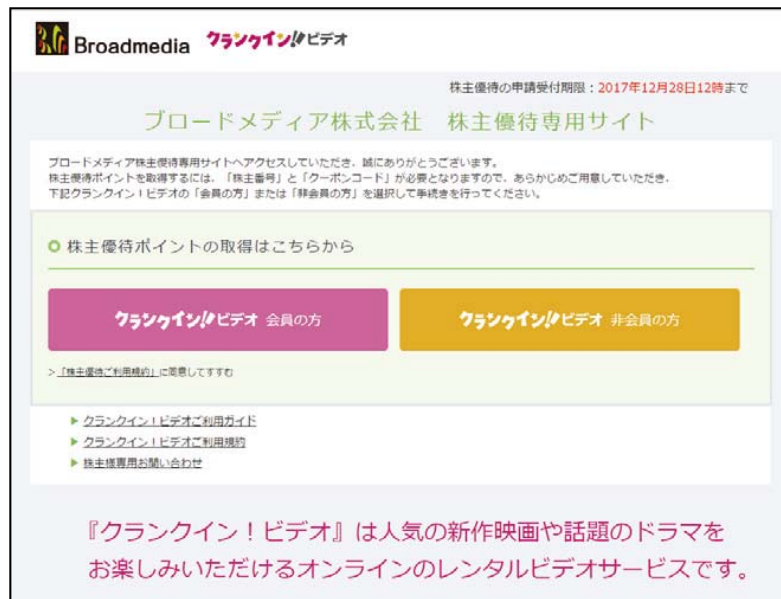 Broadmedia クランクイン!!ビデオ
株主優待の申請受付期限：2017年12月28日12時まで
ブロードメディア株式会社　株主優待専用サイト
ブロードメディア株主優待専用サイトへアクセスしていただき、誠にありがとうございます。
株主優待ポイントを取得するには、「株主番号」と「クーポンコード」が必要となりますので、あらかじめご用意していただき、
下記クランクイン！ビデオの「会員の方」または「非会員の方」を選択して手続きを行ってください。
株主優待ポイントの取得はこちらから
クランクイン!!ビデオ 会員の方
クランクイン!!ビデオ 非会員の方
>「株主優待ご利用規約」に同意してすすむ
クランクイン！ビデオご利用ガイド
クランクイン！ビデオご利用規約
株主様専用お問い合わせ
『クランクイン！ビデオ』は人気の新作映画や話題のドラマを
お楽しみいただけるオンラインのレンタルビデオサービスです。